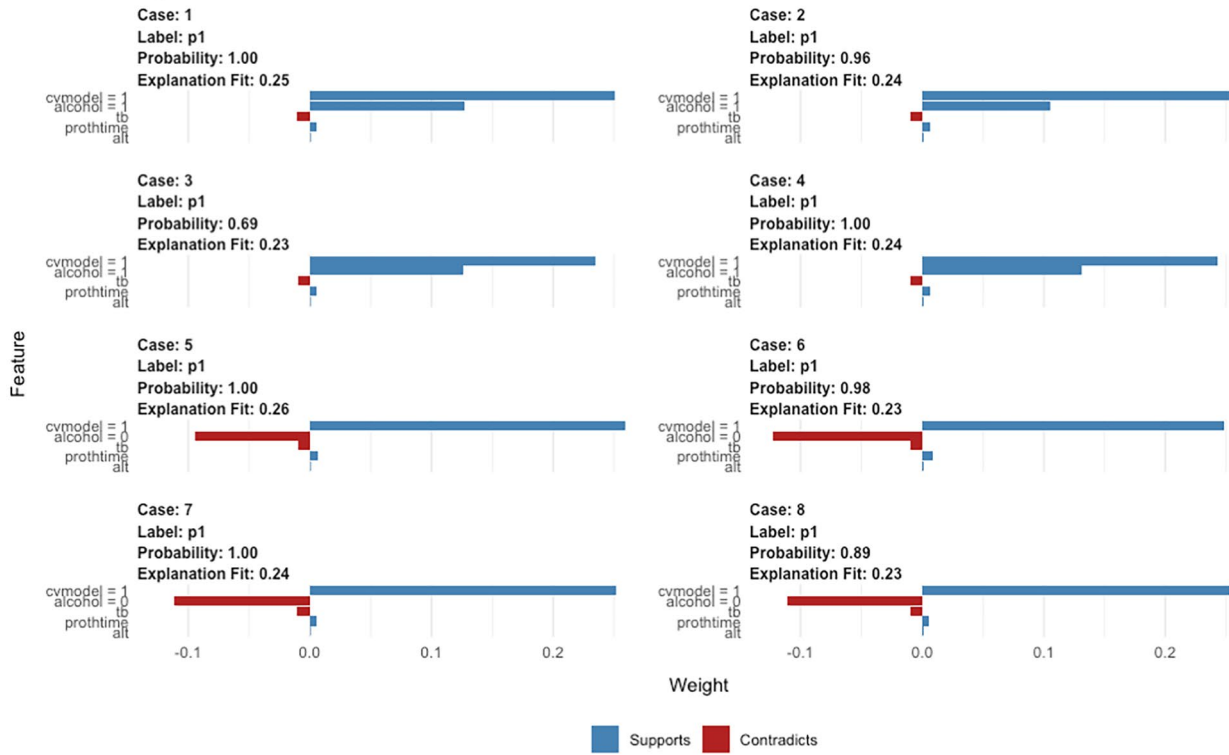 Case: 1
Label: p1
Probability: 1.00
Explanation Fit: 0.25
cvmodel = 1
alcohol = 1
tb
prothtime
alt
Case: 2
Label: p1
Probability: 0.96
Explanation Fit: 0.24
cvmodel = 1
alcohol = 1
tb
prothtime
alt
Case: 3
Label: p1
Probability: 0.69
Explanation Fit: 0.23
cvmodel = 1
alcohol = 1
tb
prothtime
alt
Case: 4
Label: p1
Probability: 1.00
Explanation Fit: 0.24
cvmodel = 1
alcohol = 1
tb
prothtime
alt
Feature
Case: 5
Label: p1
Probability: 1.00
Explanation Fit: 0.26
cvmodel = 1
alcohol = 0
tb
prothtime
alt
Case: 6
Label: p1
Probability: 0.98
Explanation Fit: 0.23
cvmodel = 1
alcohol = 0
tb
prothtime
alt
Case: 7
Label: p1
Probability: 1.00
Explanation Fit: 0.24
cvmodel = 1
alcohol = 0
tb
prothtime
alt
-0.1 0.0 0.1 0.2
Case: 8
Label: p1
Probability: 0.89
Explanation Fit: 0.23
cvmodel = 1
alcohol = 0
tb
prothtime
alt
-0.1 0.0 0.1 0.2
Weight
Supports Contradicts